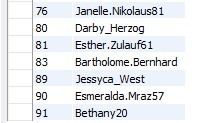 76 Janelle.Nikolaus81
80 Darby_Herzog
81 Esther.Zulauf61
83 Bartholome.Bernhard
89 Jessyca_West
90 Esmeralda.Mraz57
91 Bethany20